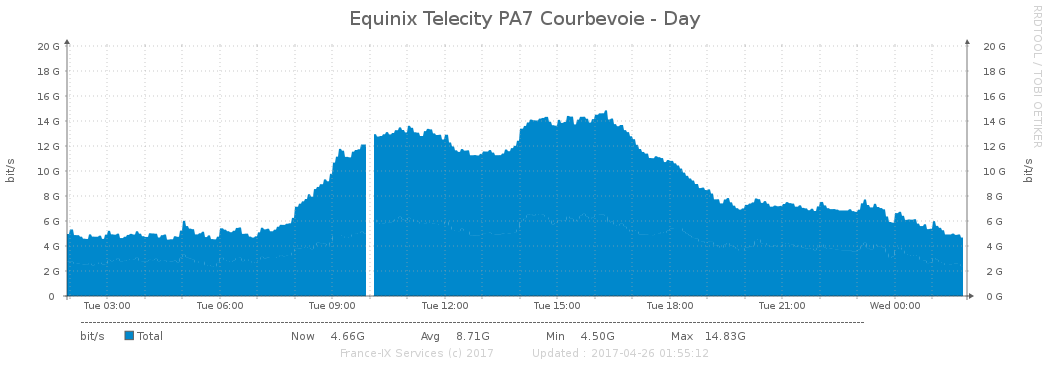 Equinix Telecity PA7 Courbevoie - Day
RRDTOOL / TOBI OETIKER
bit/s
bit/s
20 G 20 G
18 G 18 G
16 G 16 G
14 G 14 G
12 G 12 G
10 G 10 G
8 G 8 G
6 G 6 G
4 G 4 G
2 G 2 G
0 0 G
Tue 03:00 Tue 06:00 Tue 09:00 Tue 12:00 Tue 15:00 Tue 18:00 Tue 21:00 Wed 00:00
bit/s Total Now 4.66G Avg 8.71G Min 4.50G Max 14.83G
France-IX Services (c) 2017 Updated : 2017-04-26 01:55:12